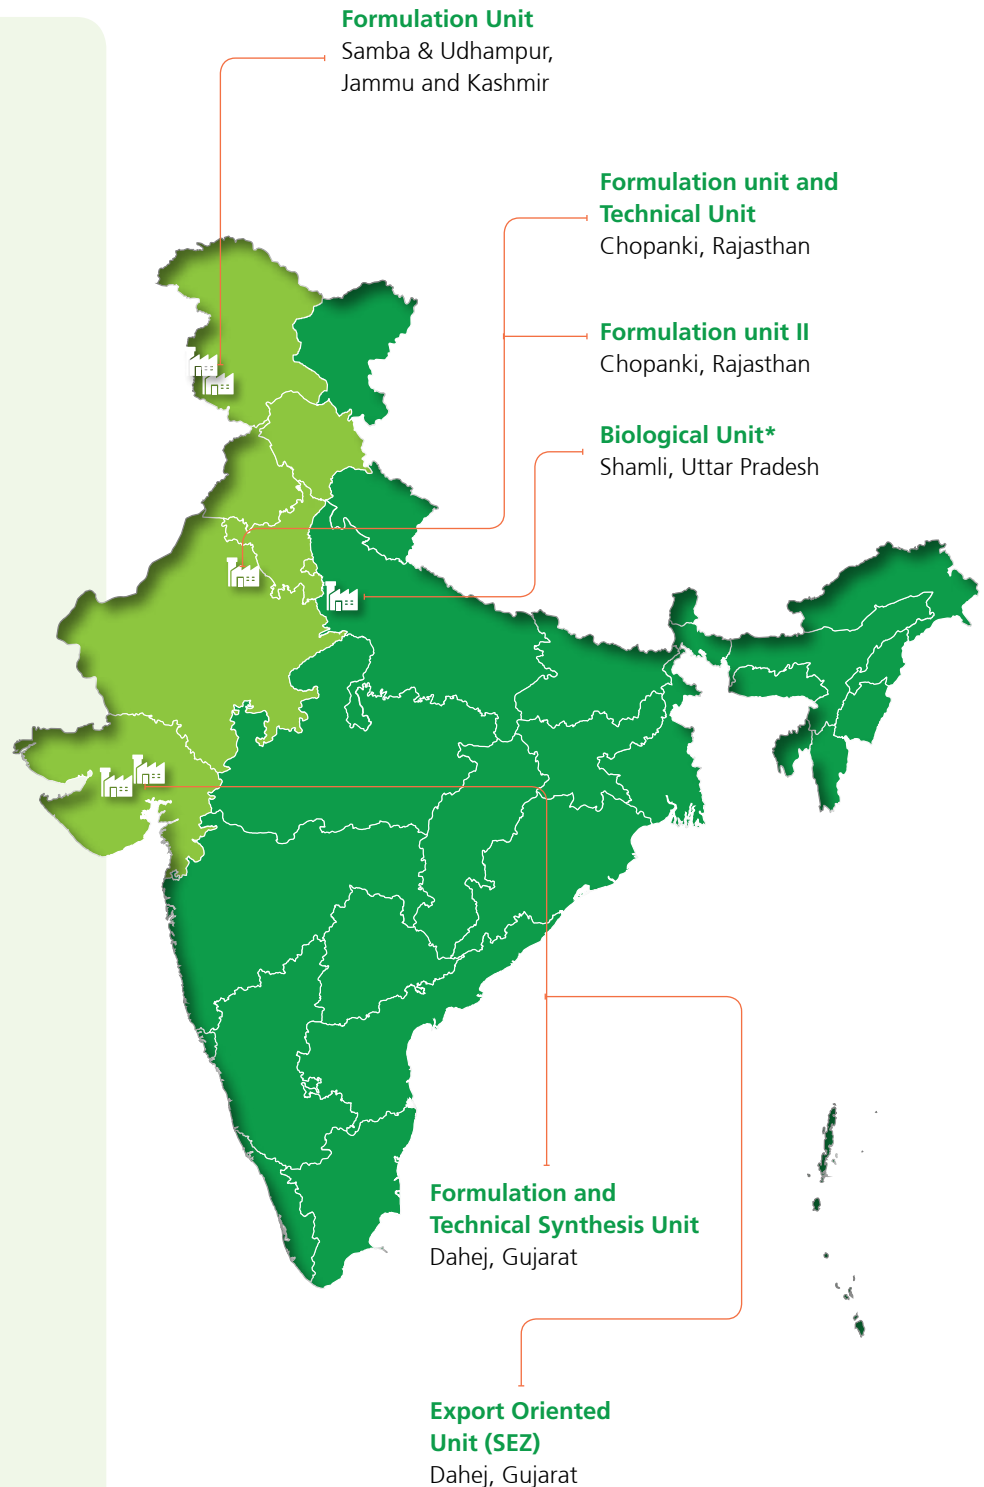 Formulation Unit
Samba & Udhampur,
Jammu and Kashmir
Formulation unit and
Technical Unit
Chopanki, Rajasthan
Formulation unit II
Chopanki, Rajasthan
Biological Unit*
Shamli, Uttar Pradesh
Formulation and
Technical Synthesis Unit
Dahej, Gujarat
Export Oriented
Unit (SEZ)
Dahej, Gujarat